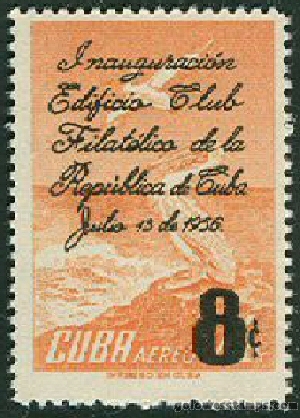 Inauguración
Edificio Club
Filatélico de la
República de Cuba
Julio 13 de 1956.
8¢
CUBA AEREO